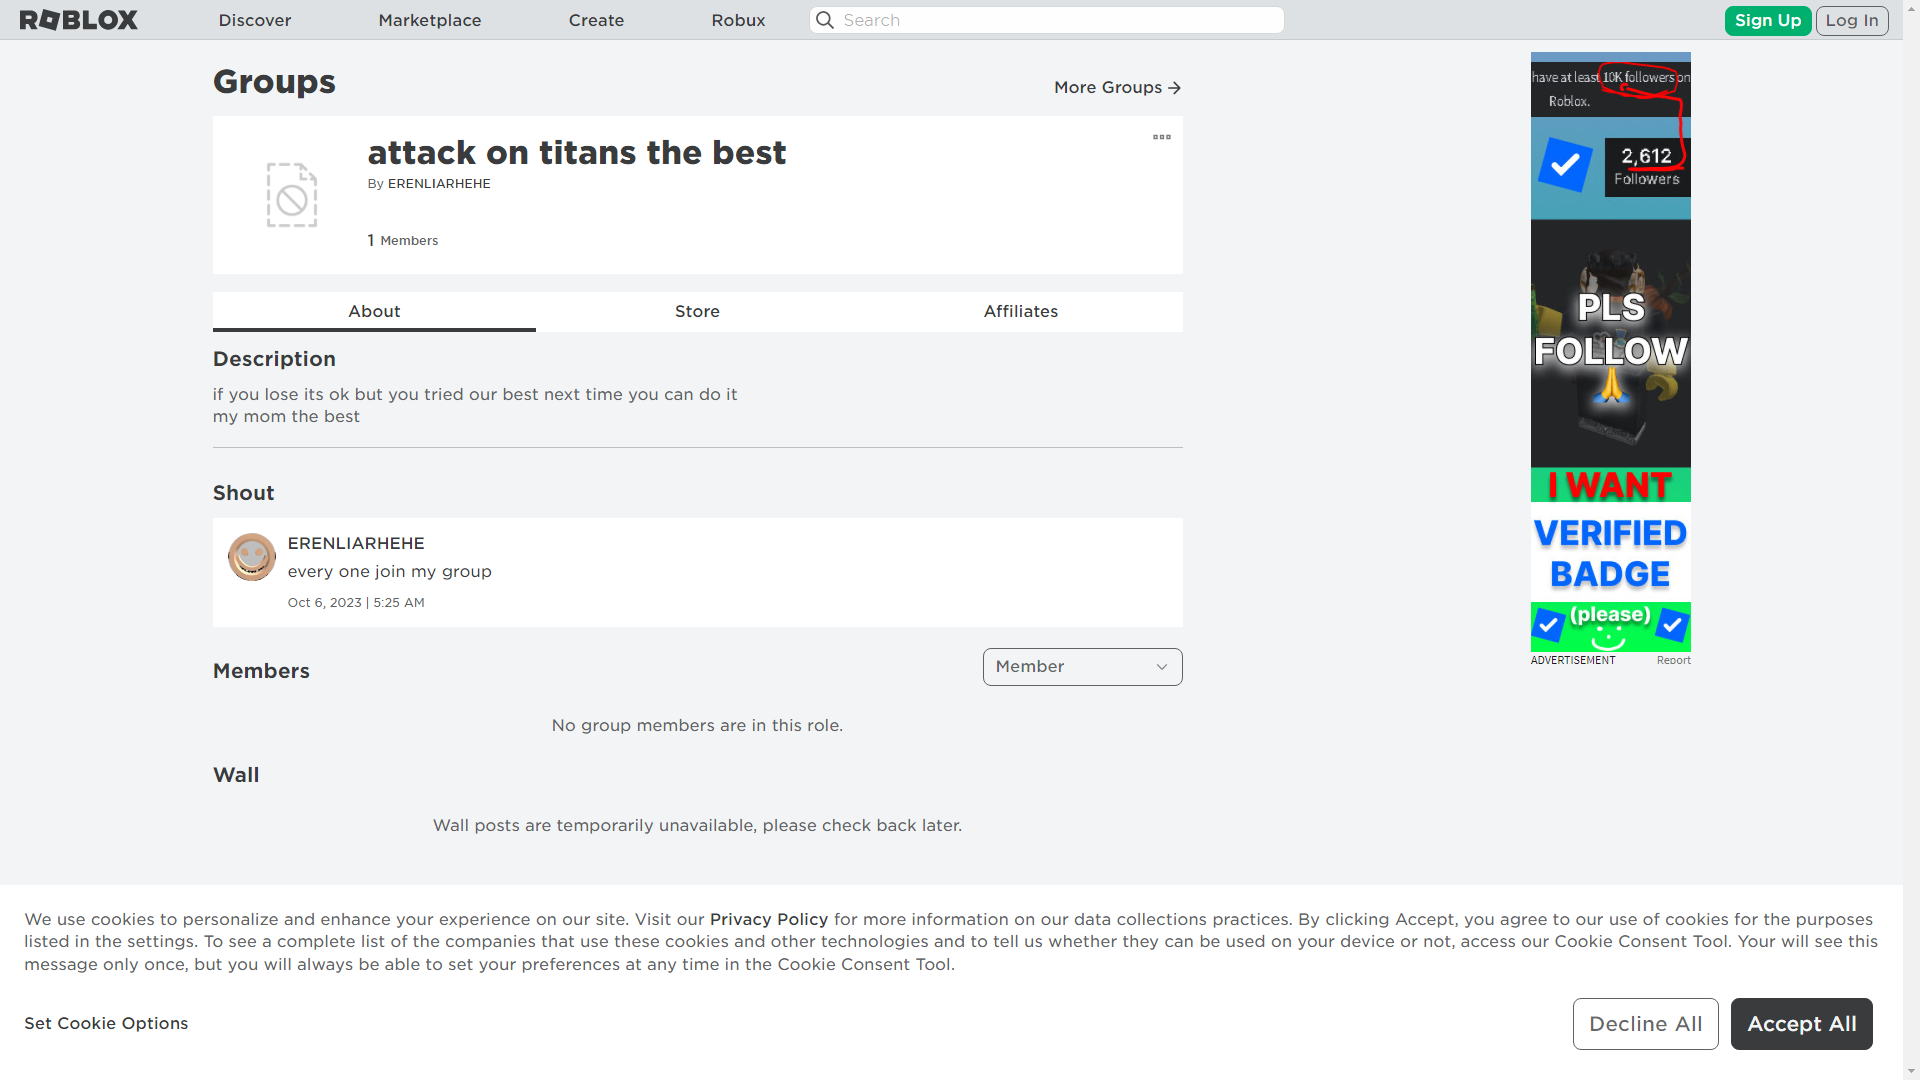 ROBLOX
Discover
Marketplace
Create
Robux
Search
Sign Up
Log In
Groups
More Groups
attack on titans the best
By ERENLIARHEHE
1 Members
About
Store
Affiliates
Description
if you lose its ok but you tried our best next time you can do it
my mom the best
Shout
ERENLIARHEHE
every one join my group
Oct 6, 2023 | 5:25 AM
Members
Member
No group members are in this role.
Wall
Wall posts are temporarily unavailable, please check back later.
have at least 10K followers on
Roblox.
2,612
Followers
PLS
FOLLOW
I WANT
VERIFIED
BADGE
(please)
ADVERTISEMENT
Report
We use cookies to personalize and enhance your experience on our site. Visit our Privacy Policy for more information on our data collections practices. By clicking Accept, you agree to our use of cookies for the purposes
listed in the settings. To see a complete list of the companies that use these cookies and other technologies and to tell us whether they can be used on your device or not, access our Cookie Consent Tool. Your will see this
message only once, but you will always be able to set your preferences at any time in the Cookie Consent Tool.
Set Cookie Options
Decline All
Accept All